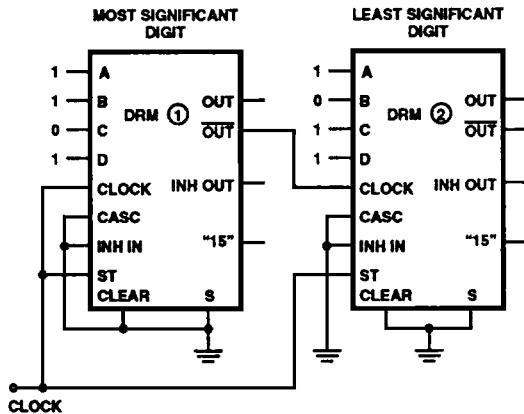 MOST SIGNIFICANT
DIGIT
1 A
1 B
0 C
1 D
CLOCK
CASC
INH IN
ST
CLEAR S
DRM 1
OUT
O̅U̅T̅
INH OUT
"15"
LEAST SIGNIFICANT
DIGIT
1 A
0 B
1 C
1 D
CLOCK
CASC
INH IN
ST
CLEAR S
DRM 2
OUT
O̅U̅T̅
INH OUT
"15"
CLOCK